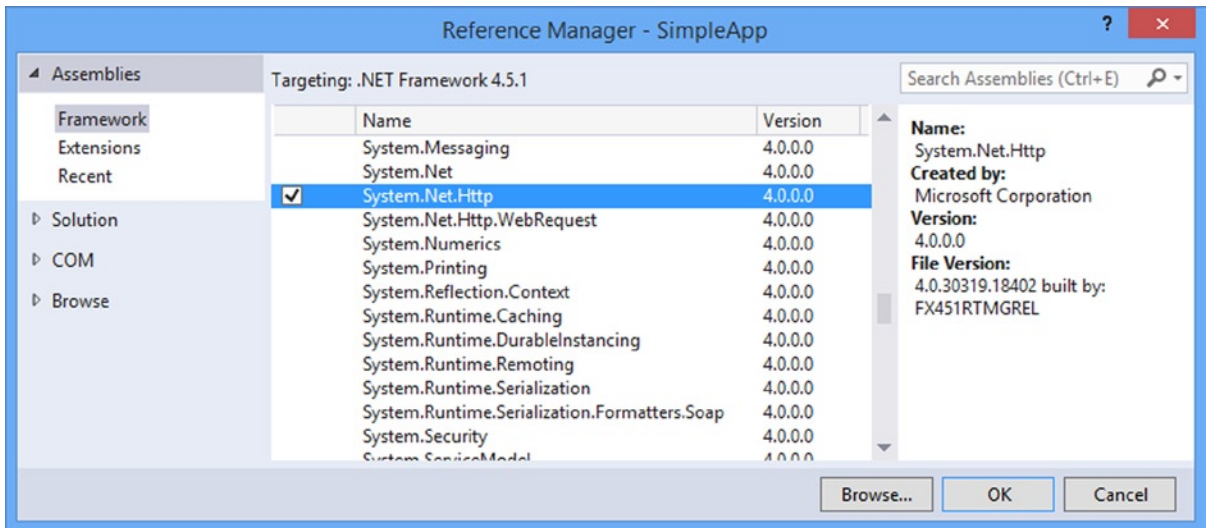 Reference Manager - SimpleApp
?
Assemblies
Framework
Extensions
Recent
Solution
COM
Browse
Targeting: .NET Framework 4.5.1
Name Version
System.Messaging 4.0.0.0
System.Net 4.0.0.0
System.Net.Http 4.0.0.0
System.Net.Http.WebRequest 4.0.0.0
System.Numerics 4.0.0.0
System.Printing 4.0.0.0
System.Reflection.Context 4.0.0.0
System.Runtime.Caching 4.0.0.0
System.Runtime.DurableInstancing 4.0.0.0
System.Runtime.Remoting 4.0.0.0
System.Runtime.Serialization 4.0.0.0
System.Runtime.Serialization.Formatters.Soap 4.0.0.0
System.Security 4.0.0.0
System.ServiceModel 4.0.0.0
Search Assemblies (Ctrl+E)
Name:
System.Net.Http
Created by:
Microsoft Corporation
Version:
4.0.0.0
File Version:
4.0.30319.18402 built by:
FX451RTMGREL
Browse... OK Cancel